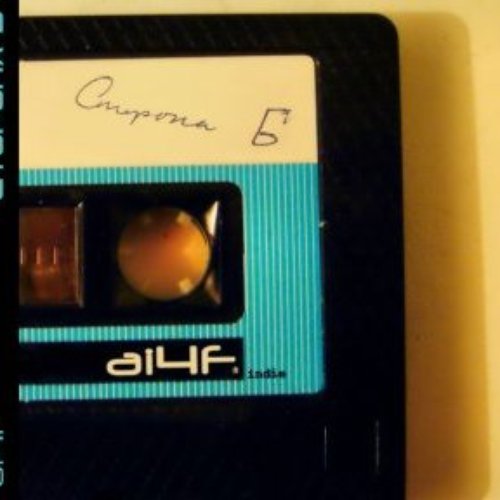 Сторона Б
ai4f
indie